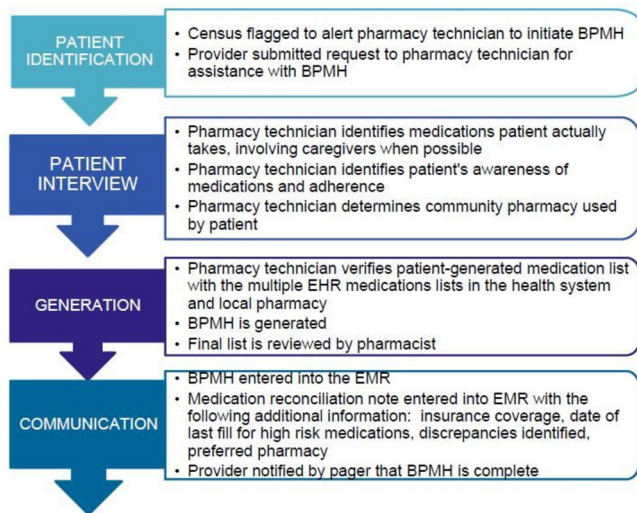 PATIENT
IDENTIFICATION
• Census flagged to alert pharmacy technician to initiate BPMH
• Provider submitted request to pharmacy technician for
assistance with BPMH
PATIENT
INTERVIEW
• Pharmacy technician identifies medications patient actually
takes, involving caregivers when possible
• Pharmacy technician identifies patient's awareness of
medications and adherence
• Pharmacy technician determines community pharmacy used
by patient
GENERATION
• Pharmacy technician verifies patient-generated medication list
with the multiple EHR medications lists in the health system
and local pharmacy
• BPMH is generated
• Final list is reviewed by pharmacist
COMMUNICATION
• BPMH entered into the EMR
• Medication reconciliation note entered into EMR with the
following additional information:  insurance coverage, date of
last fill for high risk medications, discrepancies identified,
preferred pharmacy
• Provider notified by pager that BPMH is complete